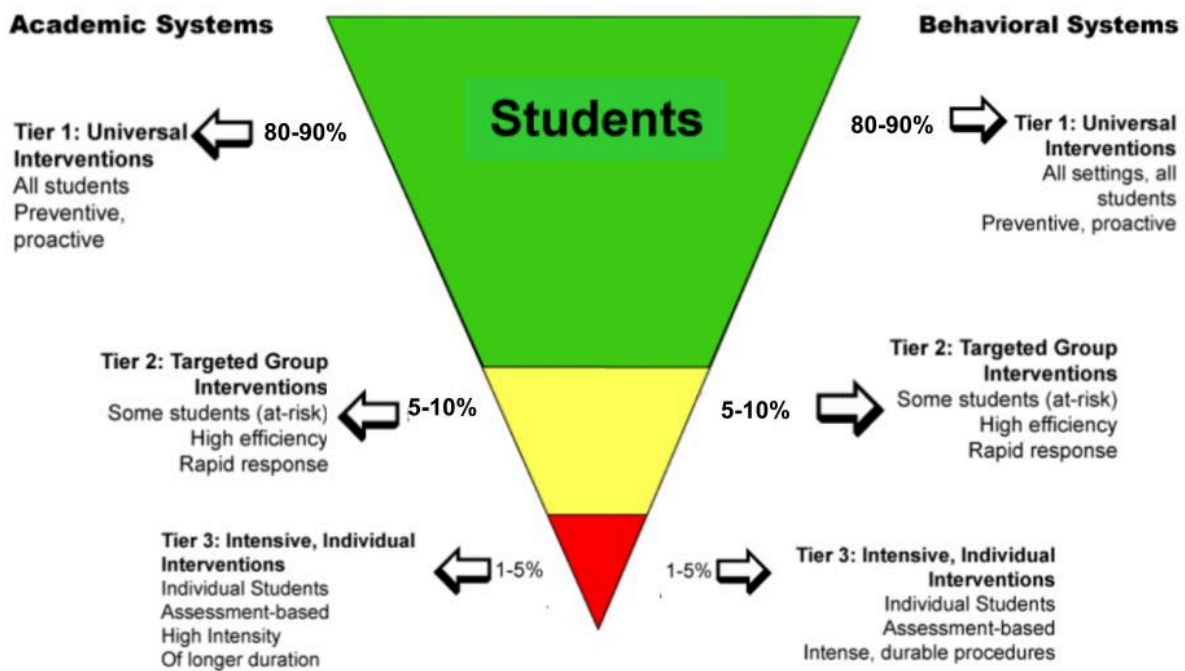 Academic Systems
Behavioral Systems
Students
Tier 1: Universal
Interventions
All students
Preventive,
proactive
80-90%
80-90%
Tier 1: Universal
Interventions
All settings, all
students
Preventive, proactive
Tier 2: Targeted Group
Interventions
Some students (at-risk)
High efficiency
Rapid response
5-10%
5-10%
Tier 2: Targeted Group
Interventions
Some students (at-risk)
High efficiency
Rapid response
Tier 3: Intensive, Individual
Interventions
Individual Students
Assessment-based
High Intensity
Of longer duration
1-5%
1-5%
Tier 3: Intensive, Individual
Interventions
Individual Students
Assessment-based
Intense, durable procedures